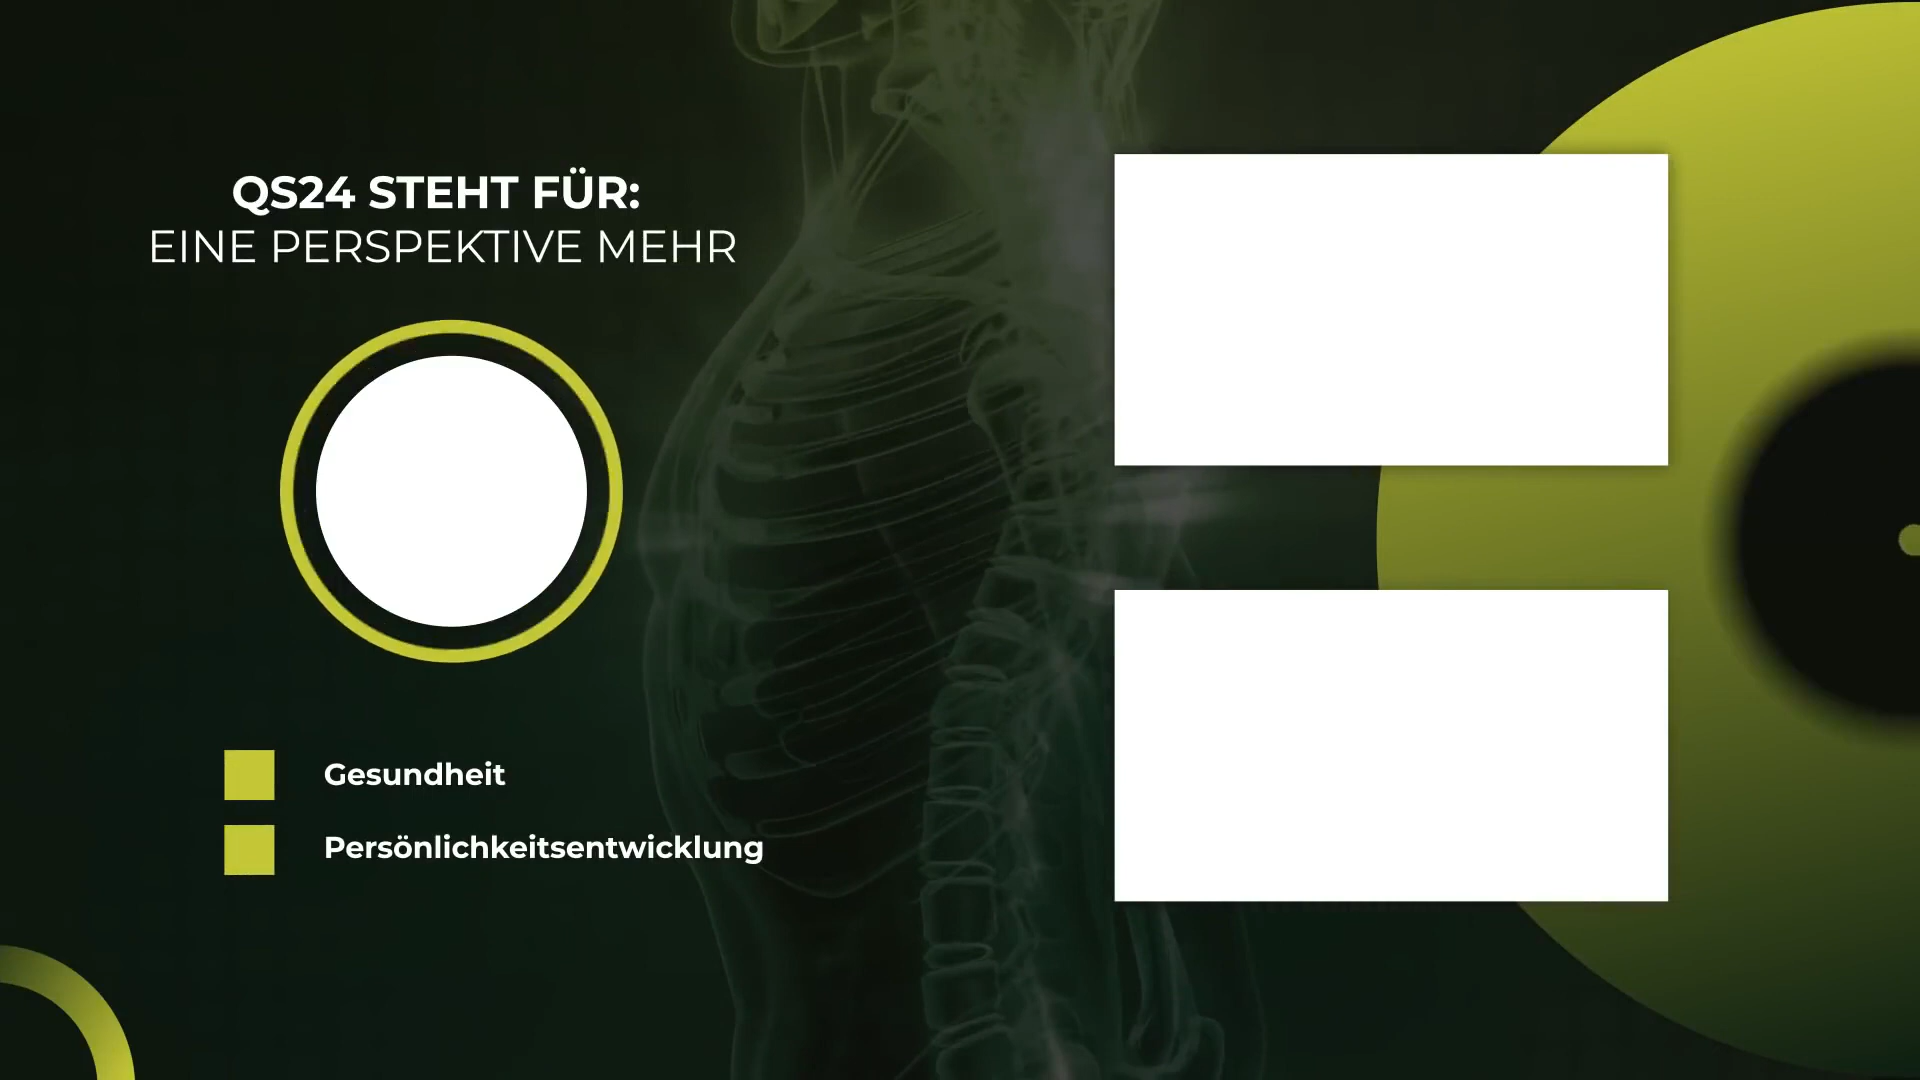 QS24 STEHT FÜR:
EINE PERSPEKTIVE MEHR
Gesundheit
Persönlichkeitsentwicklung